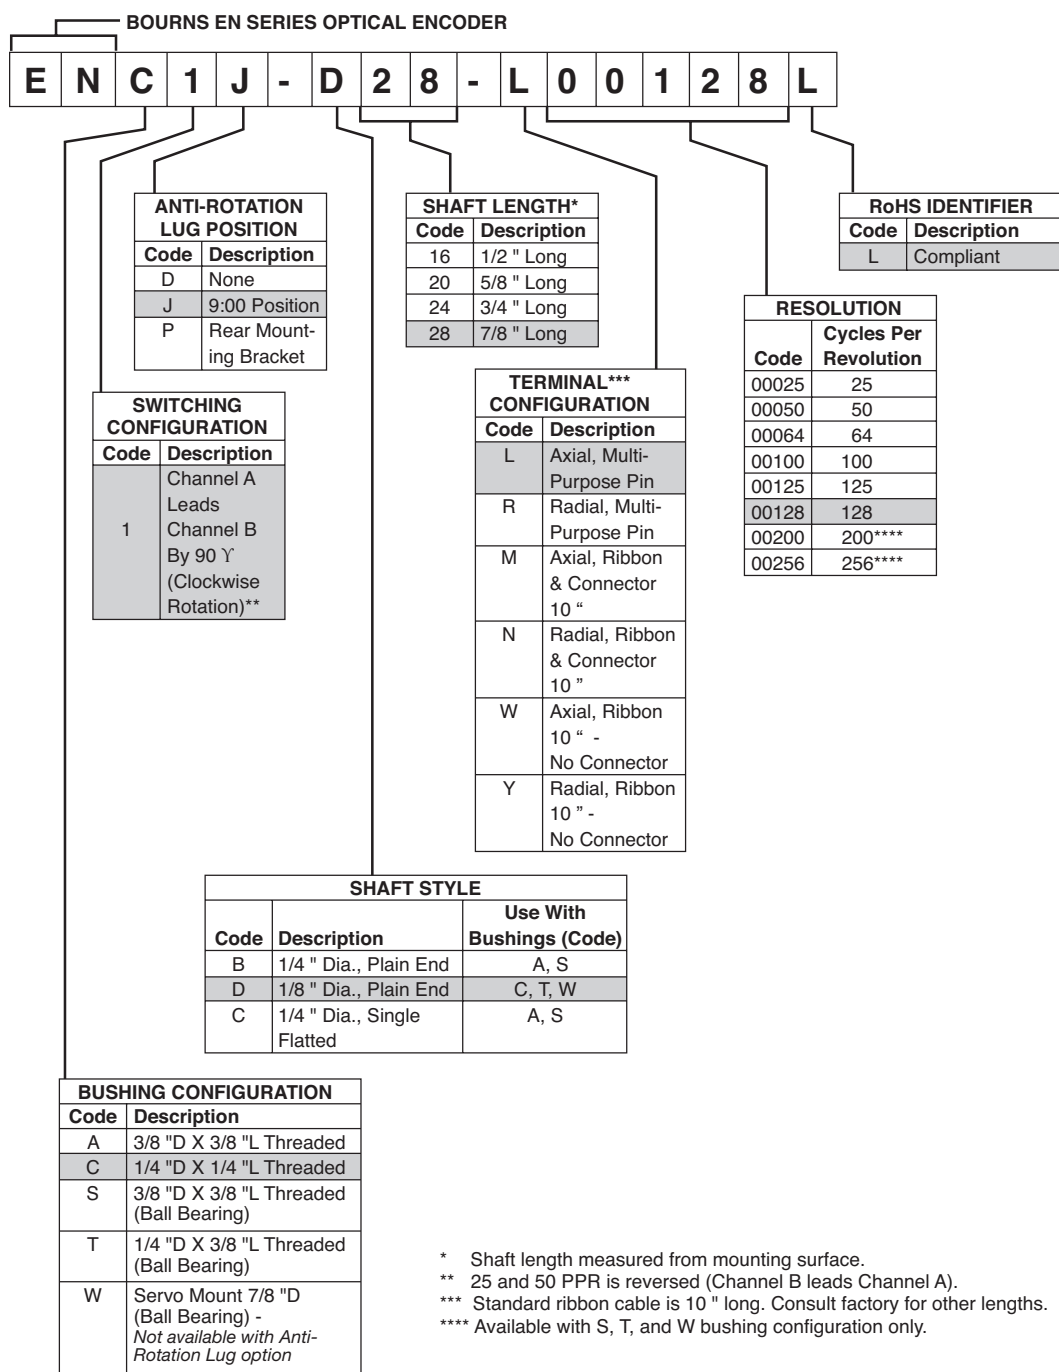 BOURNS EN SERIES OPTICAL ENCODER
E N C 1 J - D 2 8 - L 0 0 1 2 8 L
ANTI-ROTATION
LUG POSITION
Code Description
D None
J 9:00 Position
P Rear Mount-
ing Bracket
SHAFT LENGTH*
Code Description
16 1/2 " Long
20 5/8 " Long
24 3/4 " Long
28 7/8 " Long
RoHS IDENTIFIER
Code Description
L Compliant
RESOLUTION
Cycles Per
Code Revolution
00025 25
00050 50
00064 64
00100 100
00125 125
00128 128
00200 200****
00256 256****
SWITCHING
CONFIGURATION
Code Description
Channel A
Leads
1 Channel B
By 90 ϒ
(Clockwise
Rotation)**
TERMINAL***
CONFIGURATION
Code Description
L Axial, Multi-
Purpose Pin
R Radial, Multi-
Purpose Pin
M Axial, Ribbon
& Connector
10 “
N Radial, Ribbon
& Connector
10 ”
W Axial, Ribbon
10 “ -
No Connector
Y Radial, Ribbon
10 ” -
No Connector
SHAFT STYLE
Use With
Code Description Bushings (Code)
B 1/4 " Dia., Plain End A, S
D 1/8 " Dia., Plain End C, T, W
C 1/4 " Dia., Single A, S
Flatted
BUSHING CONFIGURATION
Code Description
A 3/8 "D X 3/8 "L Threaded
C 1/4 "D X 1/4 "L Threaded
S 3/8 "D X 3/8 "L Threaded
(Ball Bearing)
T 1/4 "D X 3/8 "L Threaded
(Ball Bearing)
W Servo Mount 7/8 "D
(Ball Bearing) -
Not available with Anti-
Rotation Lug option
* Shaft length measured from mounting surface.
** 25 and 50 PPR is reversed (Channel B leads Channel A).
*** Standard ribbon cable is 10 " long. Consult factory for other lengths.
**** Available with S, T, and W bushing configuration only.